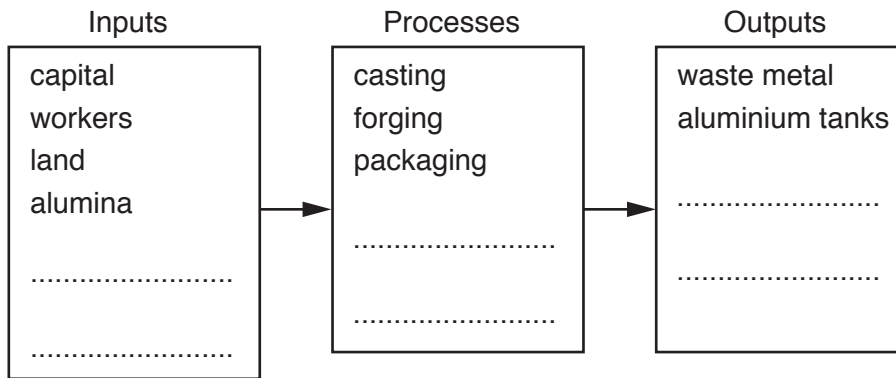 Inputs
capital
workers
land
alumina
.........................
.........................
Processes
casting
forging
packaging
.........................
.........................
Outputs
waste metal
aluminium tanks
.........................
.........................